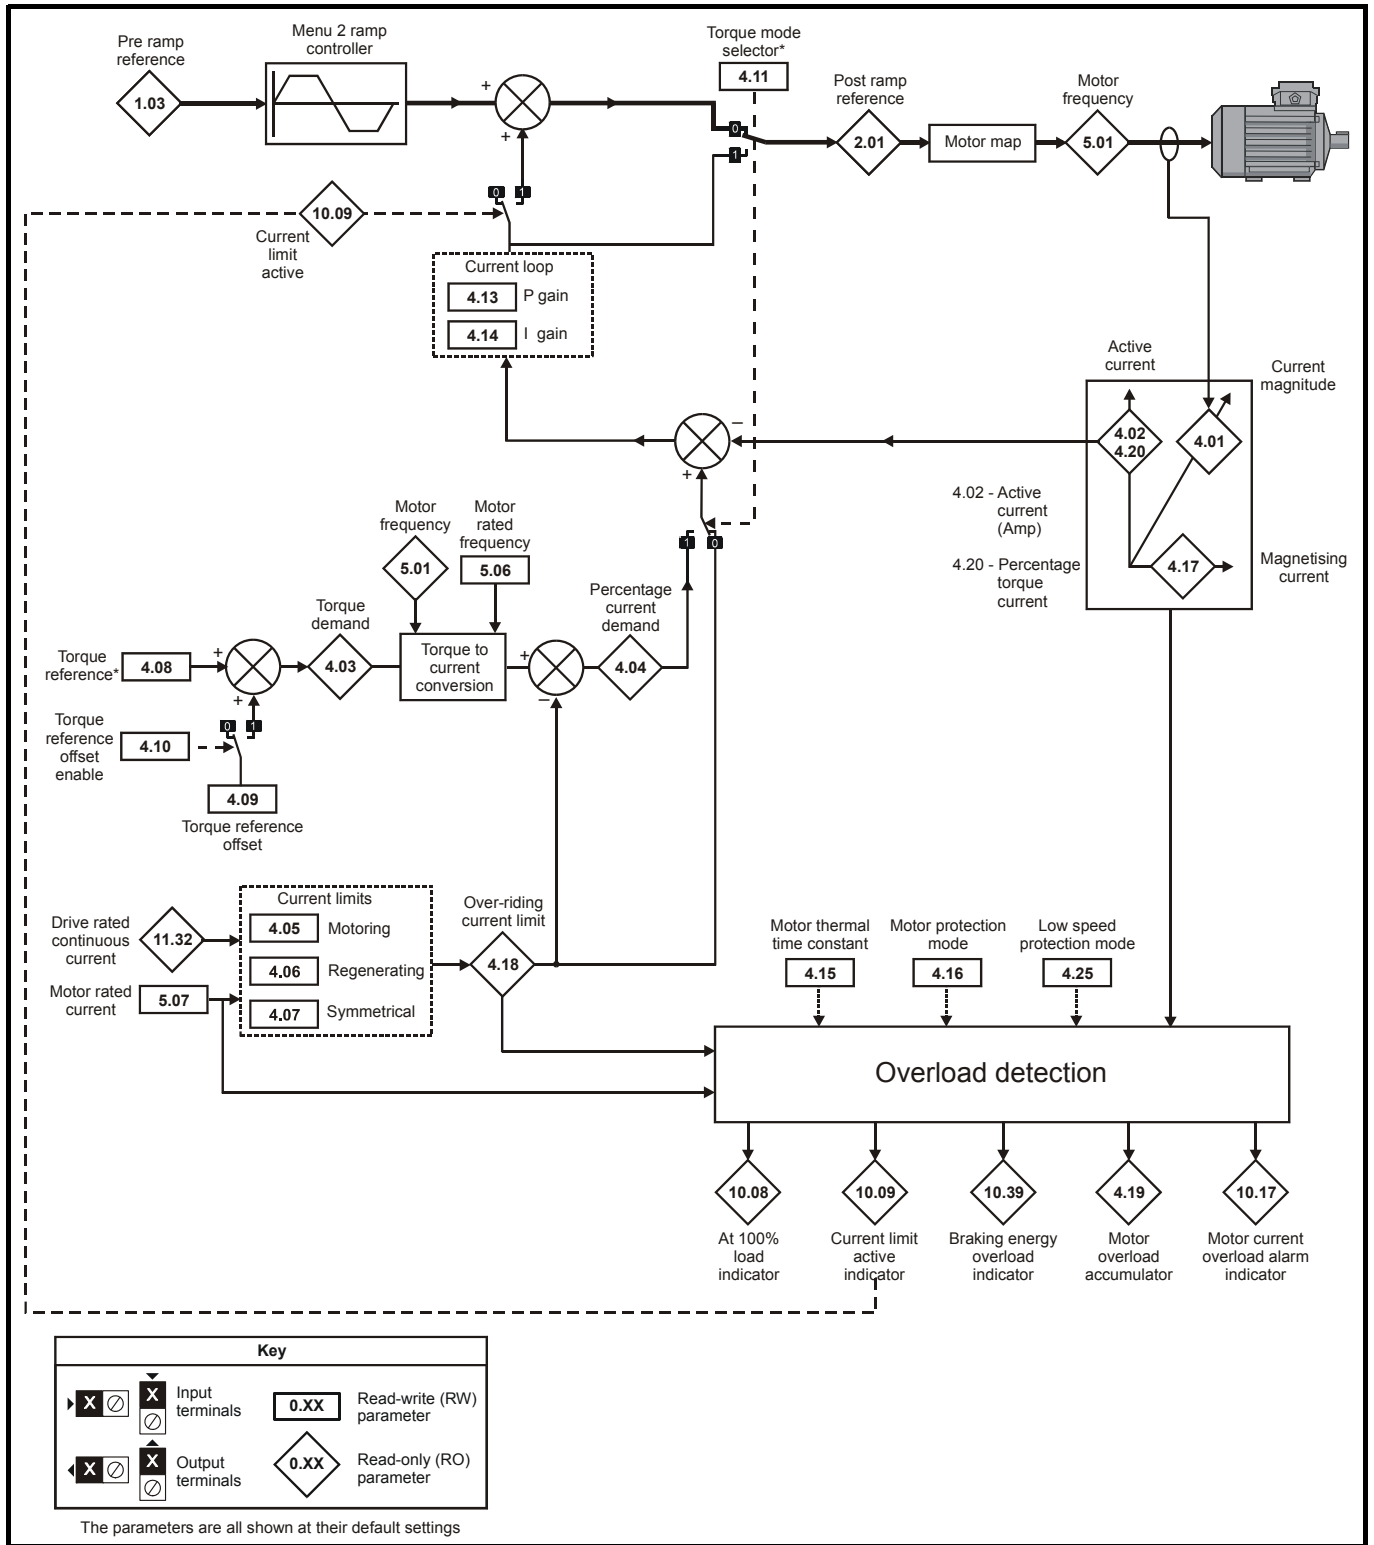 Pre ramp
reference
1.03
Menu 2 ramp
controller
+
+
Torque mode
selector*
4.11
0
1
Post ramp
reference
2.01
Motor map
Motor
frequency
5.01
0
1
10.09
Current
limit
active
Current loop
4.13
P gain
4.14
I gain
Active
current
Current
magnitude
4.02
4.20
4.01
4.17
Magnetising
current
4.02 - Active
current
(Amp)
4.20 - Percentage
torque
current
–
+
1
0
Motor
frequency
5.01
Motor
rated
frequency
5.06
Percentage
current
demand
4.04
Torque
demand
4.03
Torque to
current
conversion
+
–
Torque
reference*
4.08
+
+
0
1
Torque
reference
offset
enable
4.10
4.09
Torque reference
offset
Drive rated
continuous
current
11.32
Motor rated
current
5.07
Current limits
4.05
Motoring
4.06
Regenerating
4.07
Symmetrical
Over-riding
current limit
4.18
Motor thermal
time constant
4.15
Motor protection
mode
4.16
Low speed
protection mode
4.25
Overload detection
10.08
At 100%
load
indicator
10.09
Current limit
active
indicator
10.39
Braking energy
overload
indicator
4.19
Motor
overload
accumulator
10.17
Motor current
overload alarm
indicator
Key
X
X
Input
terminals
0.XX
Read-write (RW)
parameter
X
X
Output
terminals
0.XX
Read-only (RO)
parameter
The parameters are all shown at their default settings